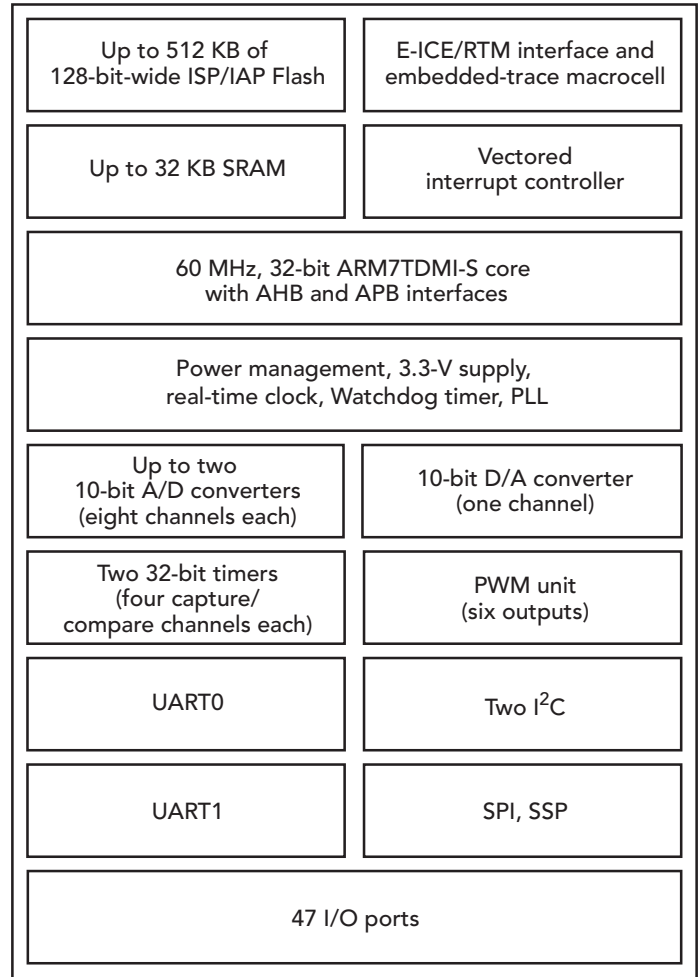 Up to 512 KB of
128-bit-wide ISP/IAP Flash
E-ICE/RTM interface and
embedded-trace macrocell
Up to 32 KB SRAM
Vectored
interrupt controller
60 MHz, 32-bit ARM7TDMI-S core
with AHB and APB interfaces
Power management, 3.3-V supply,
real-time clock, Watchdog timer, PLL
Up to two
10-bit A/D converters
(eight channels each)
10-bit D/A converter
(one channel)
Two 32-bit timers
(four capture/
compare channels each)
PWM unit
(six outputs)
UART0
Two I²C
UART1
SPI, SSP
47 I/O ports